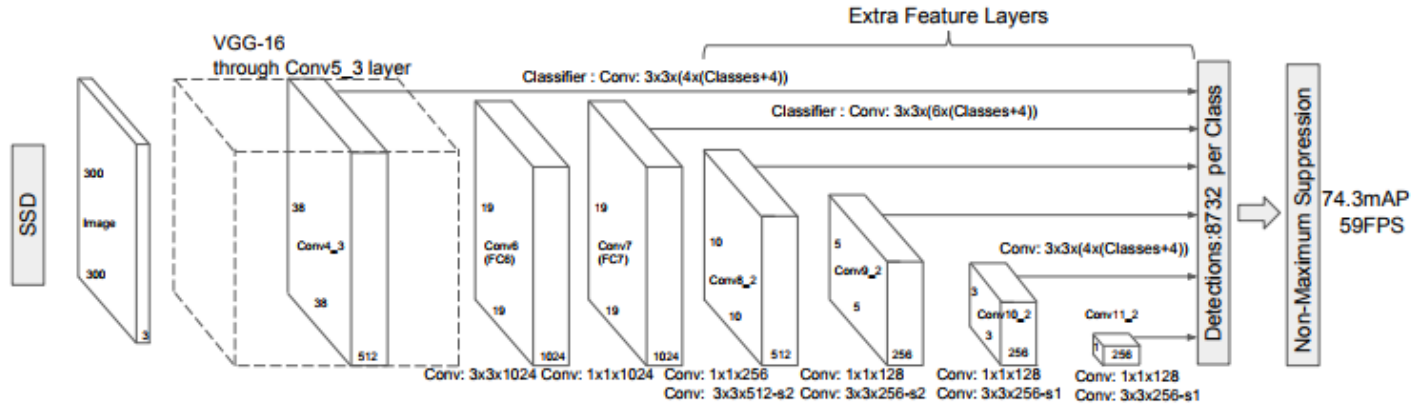 Extra Feature Layers
VGG-16
through Conv5_3 layer
Classifier : Conv: 3x3x(4x(Classes+4))
Classifier : Conv: 3x3x(6x(Classes+4))
SSD
300
Image
300
3
38
Conv4_3
38
512
19
Conv6
(FC6)
19
1024
19
Conv7
(FC7)
19
1024
10
Conv8_2
10
512
5
Conv9_2
5
256
Conv: 3x3x(4x(Classes+4))
3
Conv10_2
3
256
Conv11_2
1
256
Detections:8732 per Class
Non-Maximum Suppression
74.3mAP
59FPS
Conv: 3x3x1024
Conv: 1x1x1024
Conv: 1x1x256
Conv: 3x3x512-s2
Conv: 1x1x128
Conv: 3x3x256-s2
Conv: 1x1x128
Conv: 3x3x256-s1
Conv: 1x1x128
Conv: 3x3x256-s1